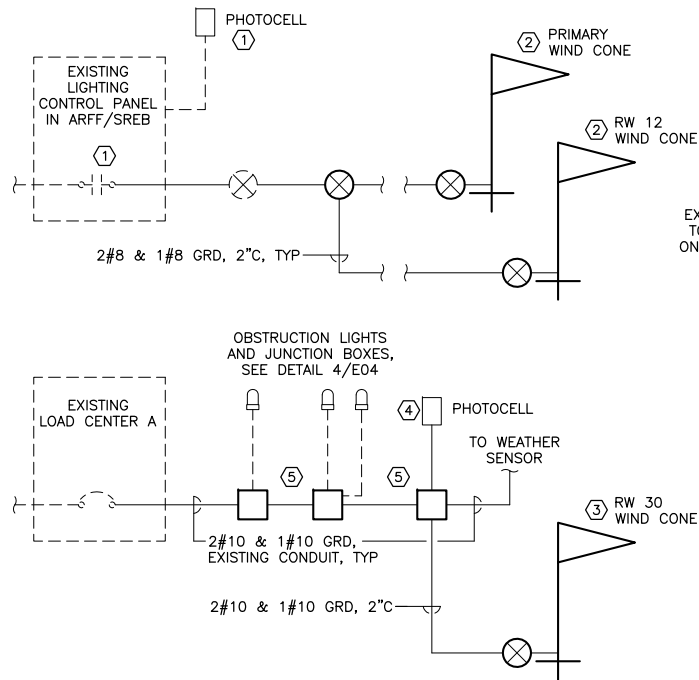 PHOTOCELL
1
EXISTING
LIGHTING
CONTROL PANEL
IN ARFF/SREB
1
2 PRIMARY
WIND CONE
2 RW 12
WIND CONE
2#8 & 1#8 GRD, 2"C, TYP
EX
TO
ON
OBSTRUCTION LIGHTS
AND JUNCTION BOXES,
SEE DETAIL 4/E04
EXISTING
LOAD CENTER A
4 PHOTOCELL
TO WEATHER
SENSOR
5 5
3 RW 30
WIND CONE
2#10 & 1#10 GRD,
EXISTING CONDUIT, TYP
2#10 & 1#10 GRD, 2"C